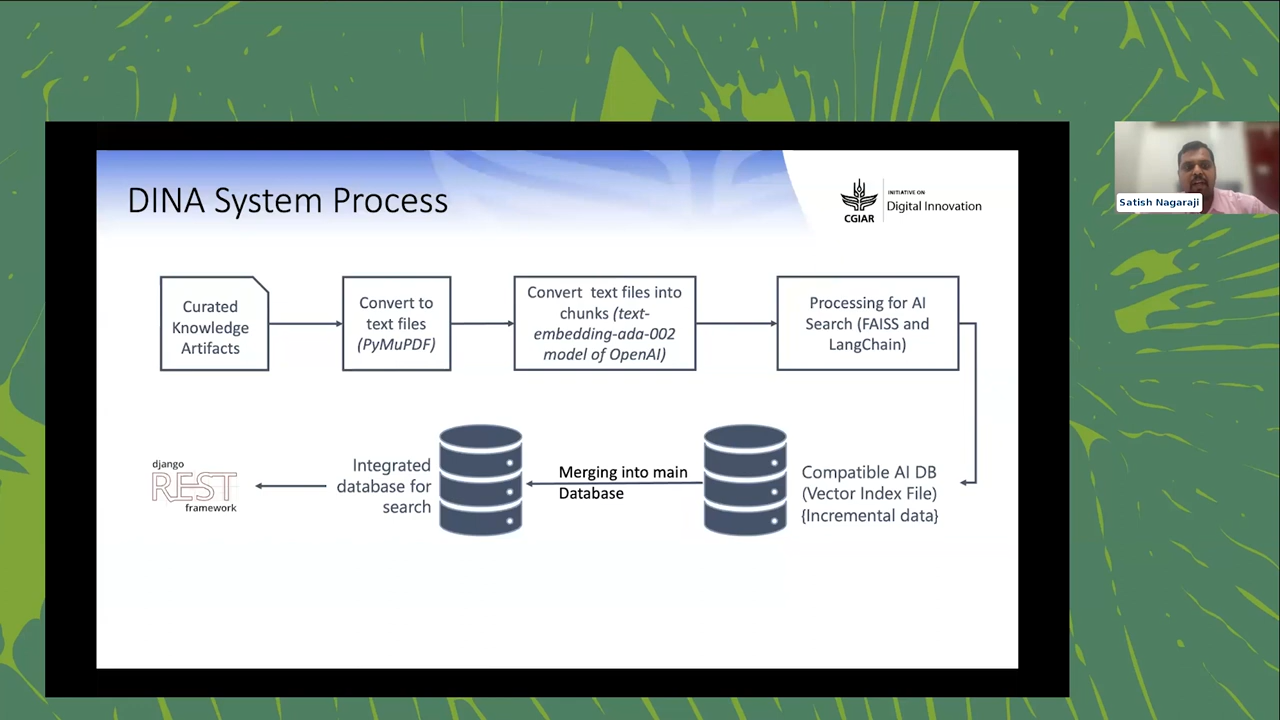 DINA System Process
INITIATIVE ON
Digital Innovation
CGIAR
Satish Nagaraji
Curated
Knowledge
Artifacts
Convert to
text files
(PyMuPDF)
Convert text files into
chunks (text-
embedding-ada-002
model of OpenAI)
Processing for AI
Search (FAISS and
LangChain)
django
REST
framework
Integrated
database for
search
Merging into main
Database
Compatible AI DB
(Vector Index File)
{Incremental data}